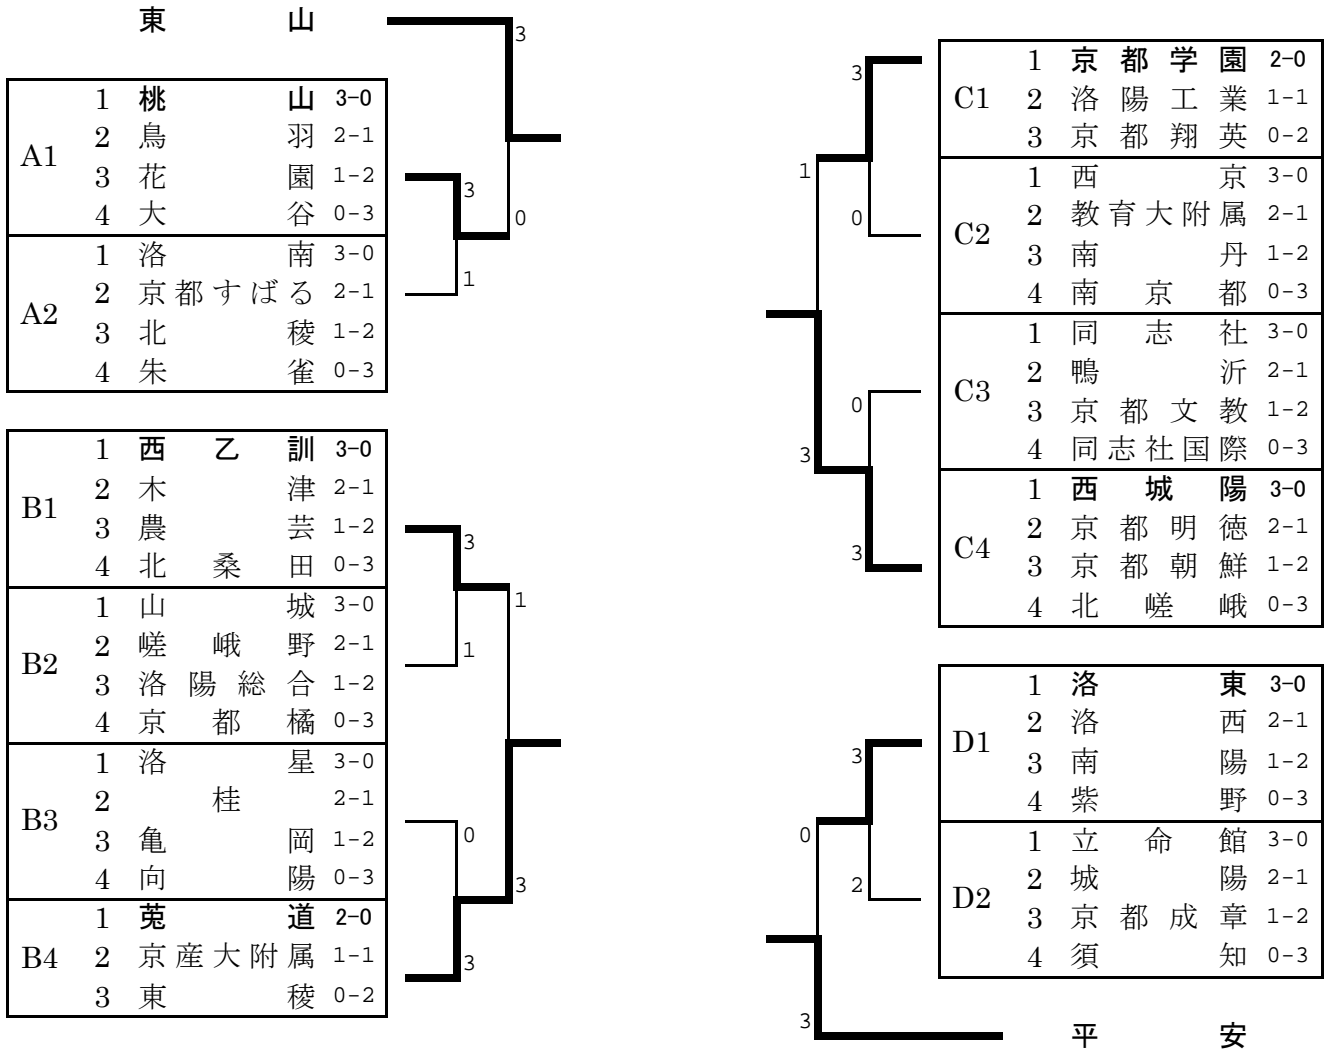 東山
3
A1
1 桃山 3-0
2 鳥羽 2-1
3 花園 1-2
4 大谷 0-3
3
0
A2
1 洛南 3-0
2 京都すばる 2-1
3 北稜 1-2
4 朱雀 0-3
1
B1
1 西乙訓 3-0
2 木津 2-1
3 農芸 1-2
4 北桑田 0-3
3
1
B2
1 山城 3-0
2 嵯峨野 2-1
3 洛陽総合 1-2
4 京都橘 0-3
1
B3
1 洛星 3-0
2 桂 2-1
3 亀岡 1-2
4 向陽 0-3
0
3
B4
1 莵道 2-0
2 京産大附属 1-1
3 東稜 0-2
3
C1
1 京都学園 2-0
2 洛陽工業 1-1
3 京都翔英 0-2
3
1
C2
1 西京 3-0
2 教育大附属 2-1
3 南丹 1-2
4 南京都 0-3
0
C3
1 同志社 3-0
2 鴨沂 2-1
3 京都文教 1-2
4 同志社国際 0-3
0
3
C4
1 西城陽 3-0
2 京都明徳 2-1
3 京都朝鮮 1-2
4 北嵯峨 0-3
3
D1
1 洛東 3-0
2 洛西 2-1
3 南陽 1-2
4 紫野 0-3
3
0
D2
1 立命館 3-0
2 城陽 2-1
3 京都成章 1-2
4 須知 0-3
2
3
平安